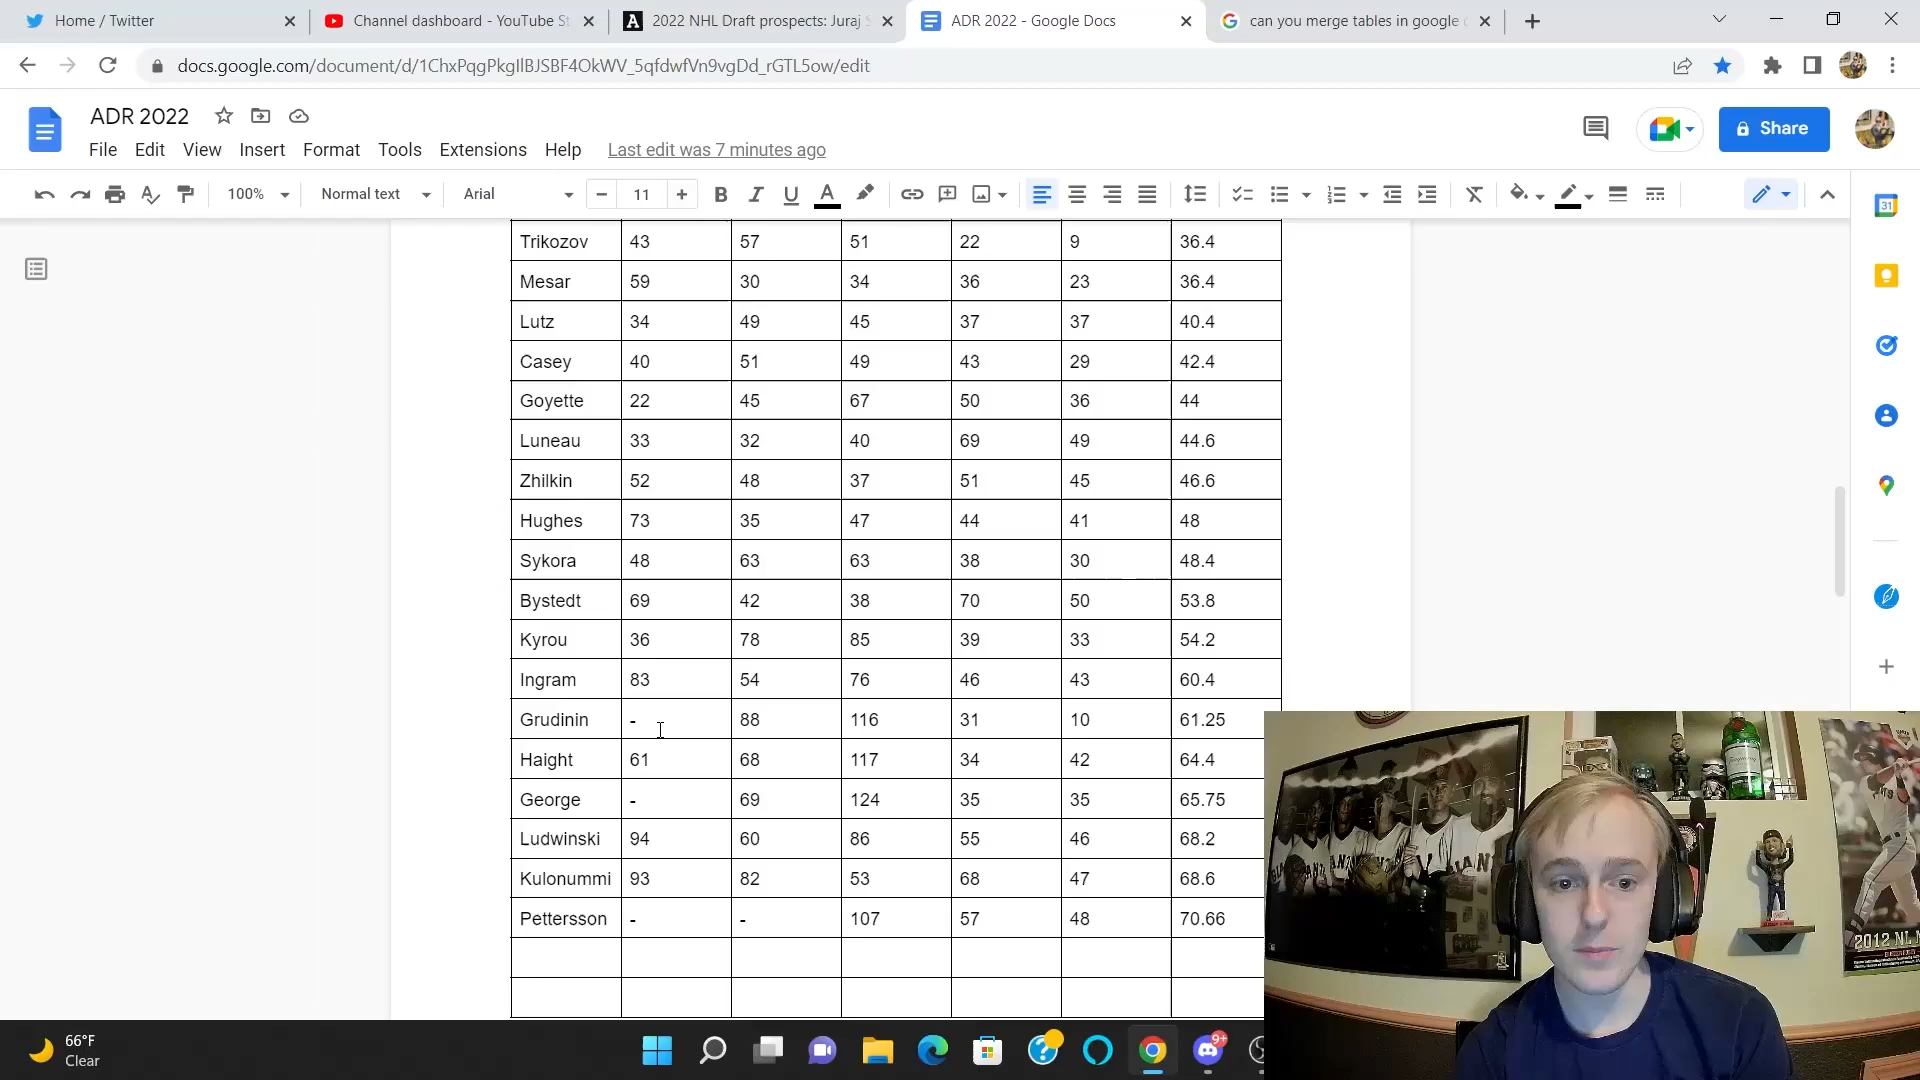 Home / Twitter
Channel dashboard - YouTube St
2022 NHL Draft prospects: Juraj S
ADR 2022 - Google Docs
can you merge tables in google d
docs.google.com/document/d/1ChxPqgPkgIlBJSBF4OkWV_5qfdwfVn9vgDd_rGTL5ow/edit
ADR 2022
Share
File Edit View Insert Format Tools Extensions Help Last edit was 7 minutes ago
100% Normal text Arial 11
31
Trikozov 43 57 51 22 9 36.4
Mesar 59 30 34 36 23 36.4
Lutz 34 49 45 37 37 40.4
Casey 40 51 49 43 29 42.4
Goyette 22 45 67 50 36 44
Luneau 33 32 40 69 49 44.6
Zhilkin 52 48 37 51 45 46.6
Hughes 73 35 47 44 41 48
Sykora 48 63 63 38 30 48.4
Bystedt 69 42 38 70 50 53.8
Kyrou 36 78 85 39 33 54.2
Ingram 83 54 76 46 43 60.4
Grudinin - 88 116 31 10 61.25
Haight 61 68 117 34 42 64.4
George - 69 124 35 35 65.75
Ludwinski 94 60 86 55 46 68.2
Kulonummi 93 82 53 68 47 68.6
Pettersson - - 107 57 48 70.66
2012 NL
66°F
Clear
9+